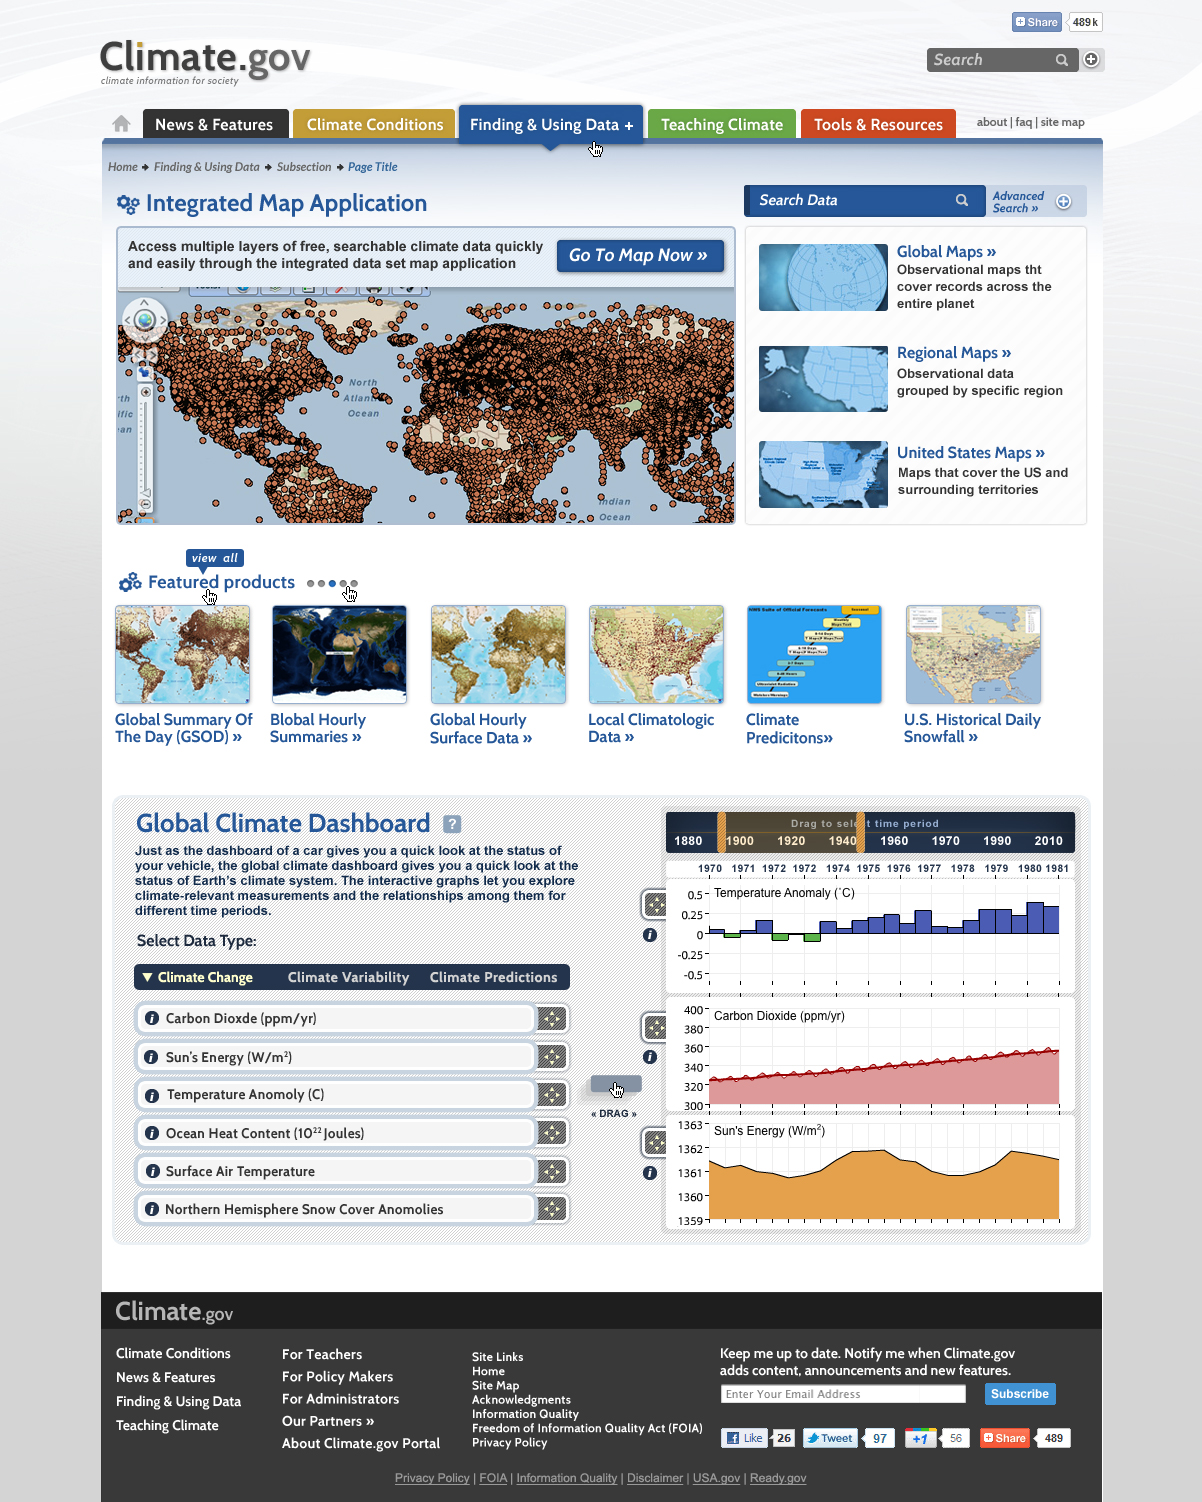 Share 489k
Climate.gov
climate information for society
Search
News & Features
Climate Conditions
Finding & Using Data +
Teaching Climate
Tools & Resources
about | faq | site map
Home Finding & Using Data Subsection Page Title
Integrated Map Application
Search Data
Advanced
Search »
Access multiple layers of free, searchable climate data quickly
and easily through the integrated data set map application
Go To Map Now »
North
Atlantic
Ocean
Indian
Ocean
Global Maps »
Observational maps tht
cover records across the
entire planet
Regional Maps »
Observational data
grouped by specific region
United States Maps »
Maps that cover the US and
surrounding territories
view all
Featured products
Global Summary Of
The Day (GSOD) »
Blobal Hourly
Summaries »
Global Hourly
Surface Data »
Local Climatologic
Data »
Climate
Predicitons»
U.S. Historical Daily
Snowfall »
Global Climate Dashboard ?
Just as the dashboard of a car gives you a quick look at the status of
your vehicle, the global climate dashboard gives you a quick look at the
status of Earth's climate system. The interactive graphs let you explore
climate-relevant measurements and the relationships among them for
different time periods.
Select Data Type:
Climate Change Climate Variability Climate Predictions
Carbon Dioxde (ppm/yr)
Sun's Energy (W/m²)
Temperature Anomoly (C)
Ocean Heat Content (10²² Joules)
Surface Air Temperature
Northern Hemisphere Snow Cover Anomolies
« DRAG »
Drag to select time period
1880 1900 1920 1940 1960 1970 1990 2010
1970 1971 1972 1972 1974 1975 1976 1977 1978 1979 1980 1981
Temperature Anomaly (˚C)
0.5
0.25
0
-0.25
-0.5
Carbon Dioxide (ppm/yr)
400
380
360
340
320
300
Sun's Energy (W/m²)
1363
1362
1361
1360
1359
Climate.gov
Climate Conditions
News & Features
Finding & Using Data
Teaching Climate
For Teachers
For Policy Makers
For Administrators
Our Partners »
About Climate.gov Portal
Site Links
Home
Site Map
Acknowledgments
Information Quality
Freedom of Information Quality Act (FOIA)
Privacy Policy
Keep me up to date. Notify me when Climate.gov
adds content, announcements and new features.
Enter Your Email Address
Subscribe
Like 26 Tweet 97 +1 56 Share 489
Privacy Policy | FOIA | Information Quality | Disclaimer | USA.gov | Ready.gov